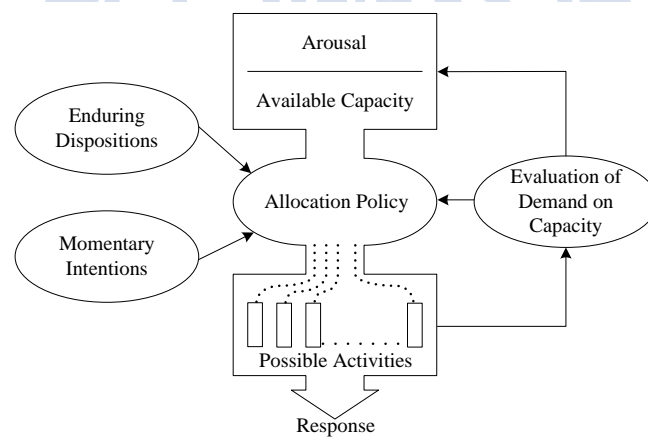 Arousal
Available Capacity
Enduring
Dispositions
Allocation Policy
Evaluation of
Demand on
Capacity
Momentary
Intentions
Possible Activities
Response